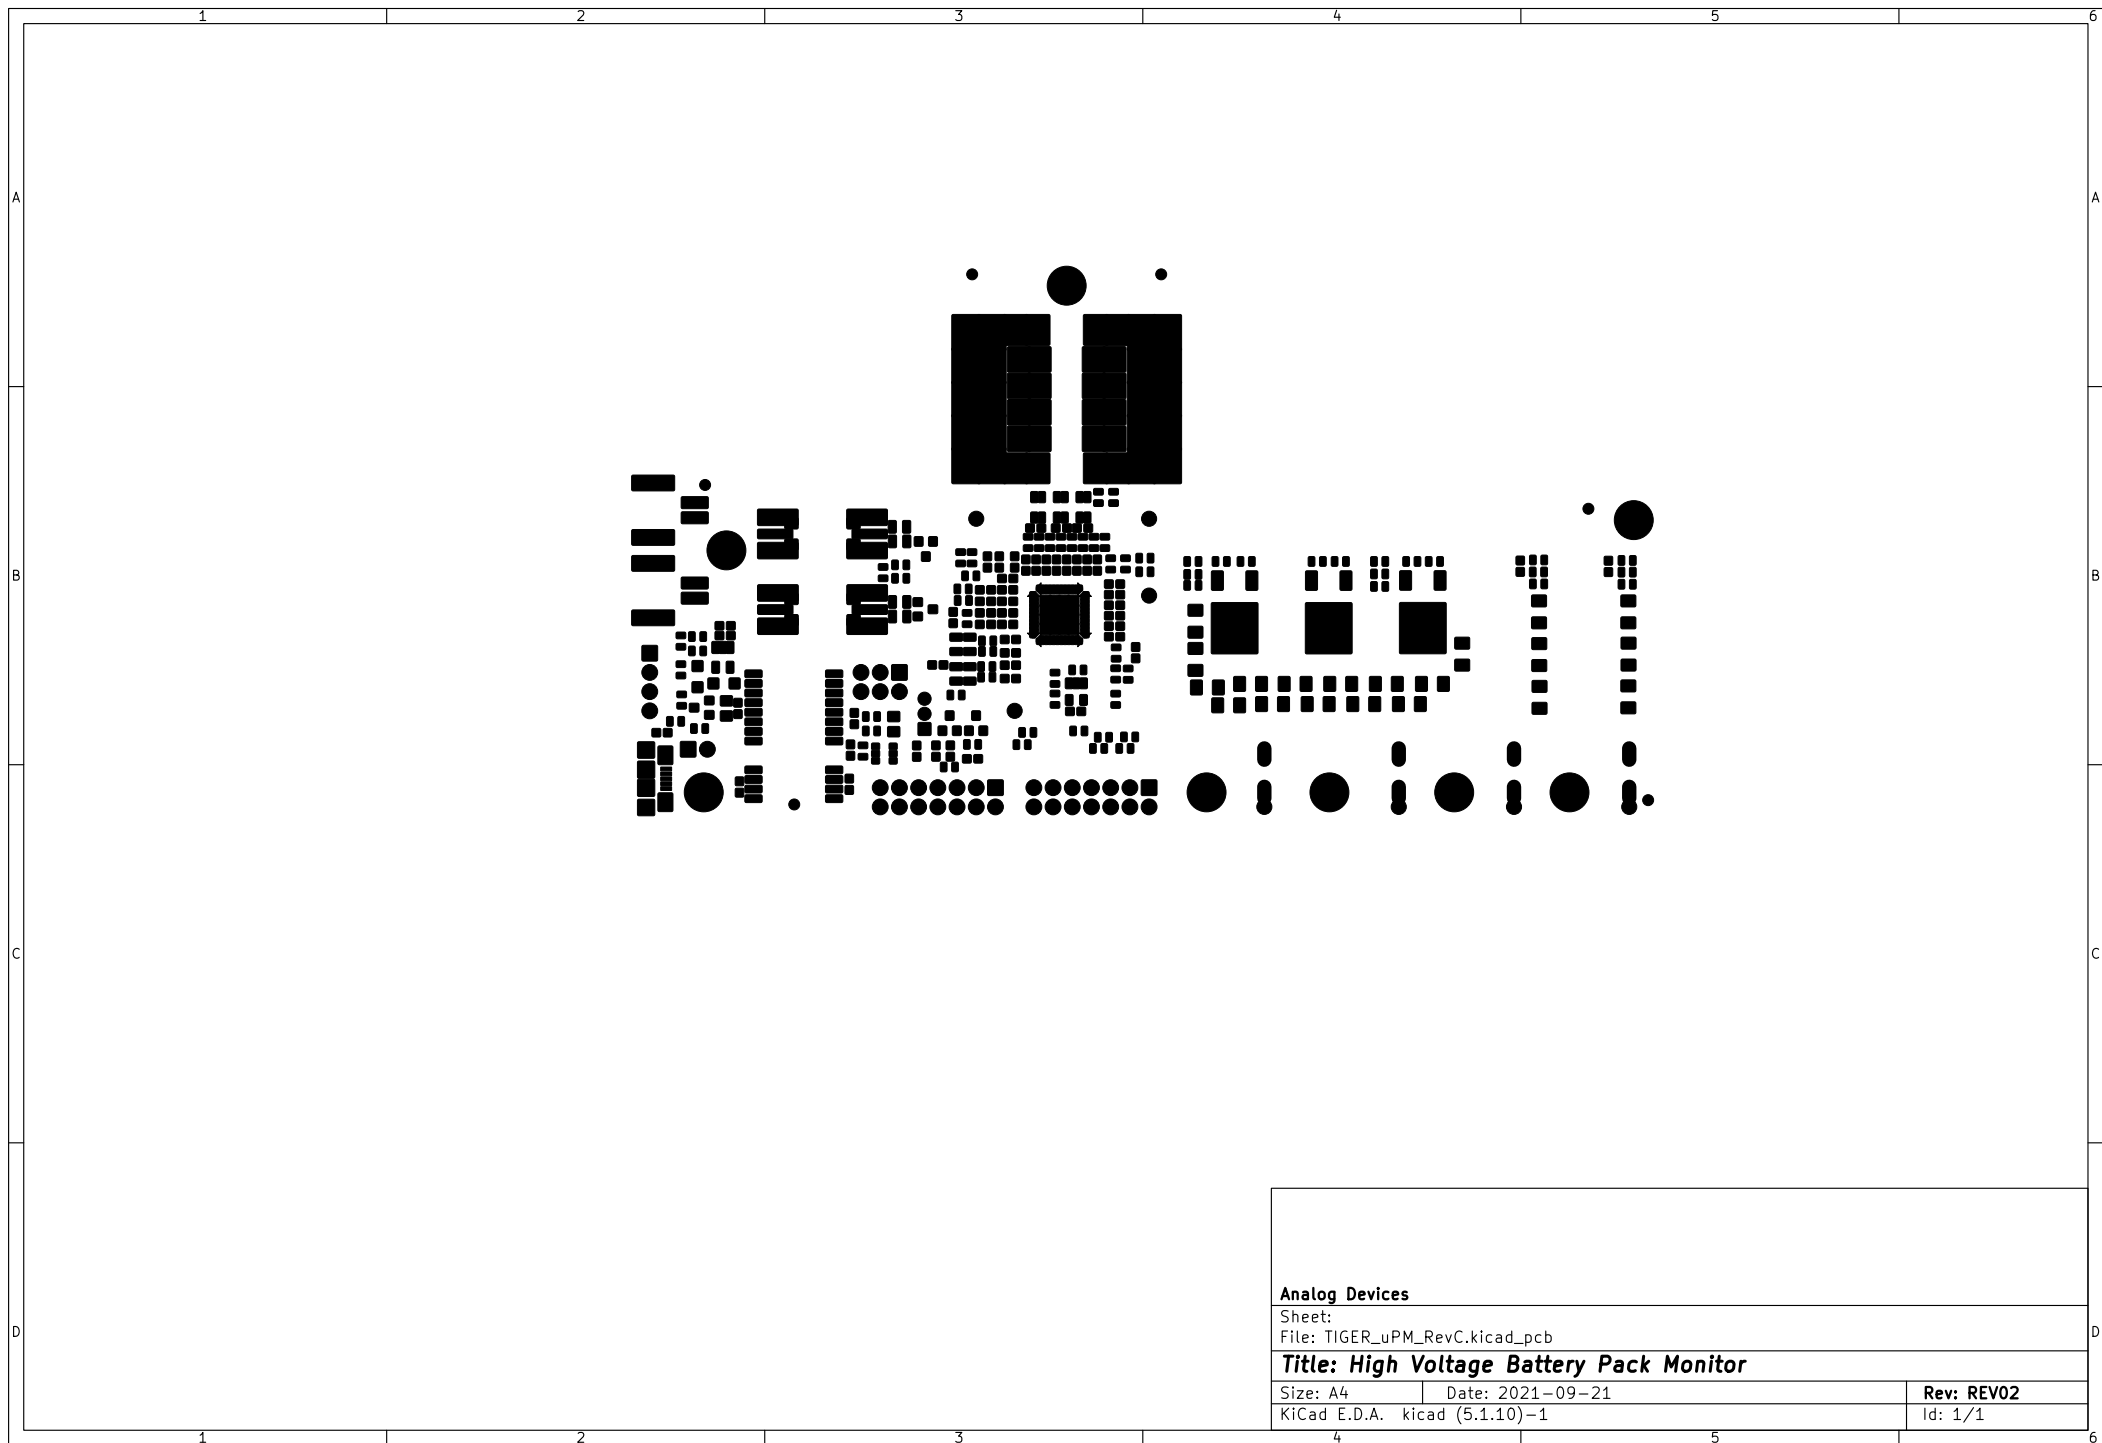 1 2 3 4 5 6
A A
B B
C C
Analog Devices
Sheet:
File: TIGER_uPM_RevC.kicad_pcb
D D
Title: High Voltage Battery Pack Monitor
Size: A4 Date: 2021-09-21 Rev: REV02
KiCad E.D.A. kicad (5.1.10)-1 Id: 1/1
1 2 3 4 5 6